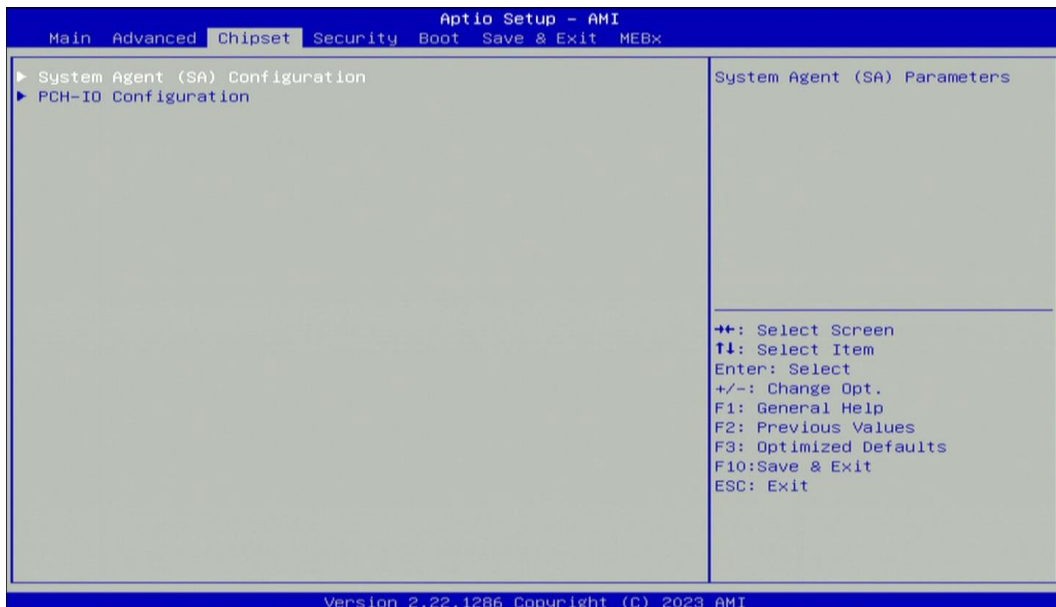 Aptio Setup – AMI
Main Advanced Chipset Security Boot Save & Exit MEBx
▶ System Agent (SA) Configuration
▶ PCH-IO Configuration
System Agent (SA) Parameters
→←: Select Screen
↑↓: Select Item
Enter: Select
+/-: Change Opt.
F1: General Help
F2: Previous Values
F3: Optimized Defaults
F10:Save & Exit
ESC: Exit
Version 2.22.1286 Copyright (C) 2023 AMI